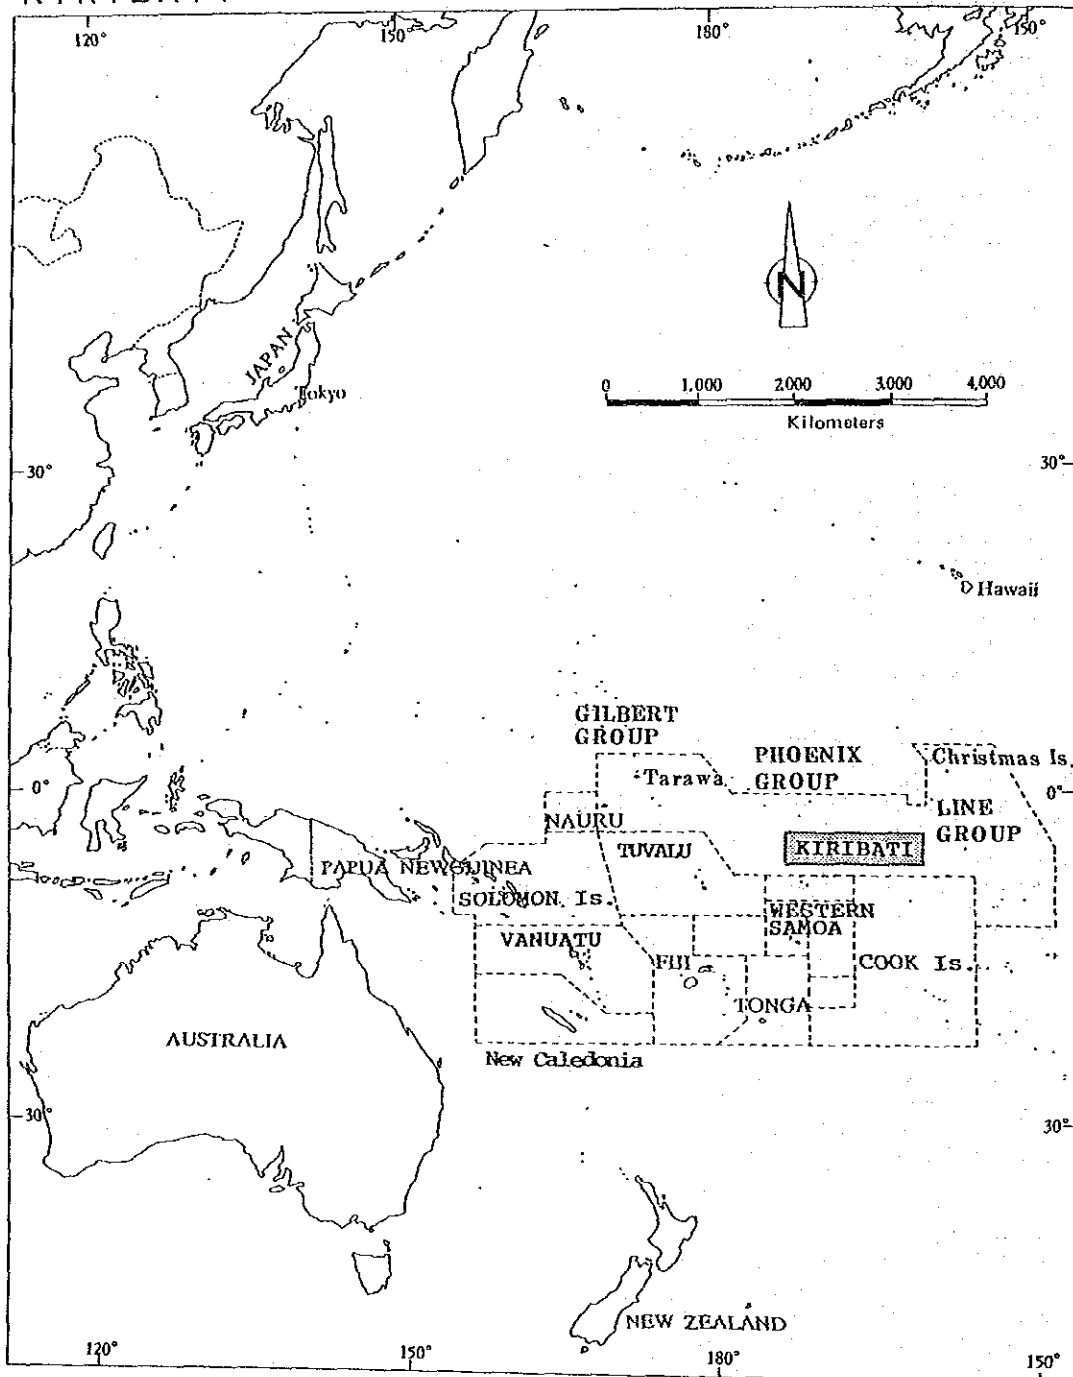 KIRIBATI
120° 150° 180° 150°
N
JAPAN
Tokyo
0 1,000 2,000 3,000 4,000
Kilometers
30° 30°
Hawaii
GILBERT
GROUP
PHOENIX
GROUP
Christmas Is.
Tarawa
0° 0°
LINE
GROUP
NAURU
TUVALU
KIRIBATI
PAPUA NEW GUINEA
SOLOMON Is.
WESTERN
SAMOA
VANUATU
FIJI
COOK Is.
TONGA
AUSTRALIA
New Caledonia
30° 30°
NEW ZEALAND
120° 150° 180° 150°